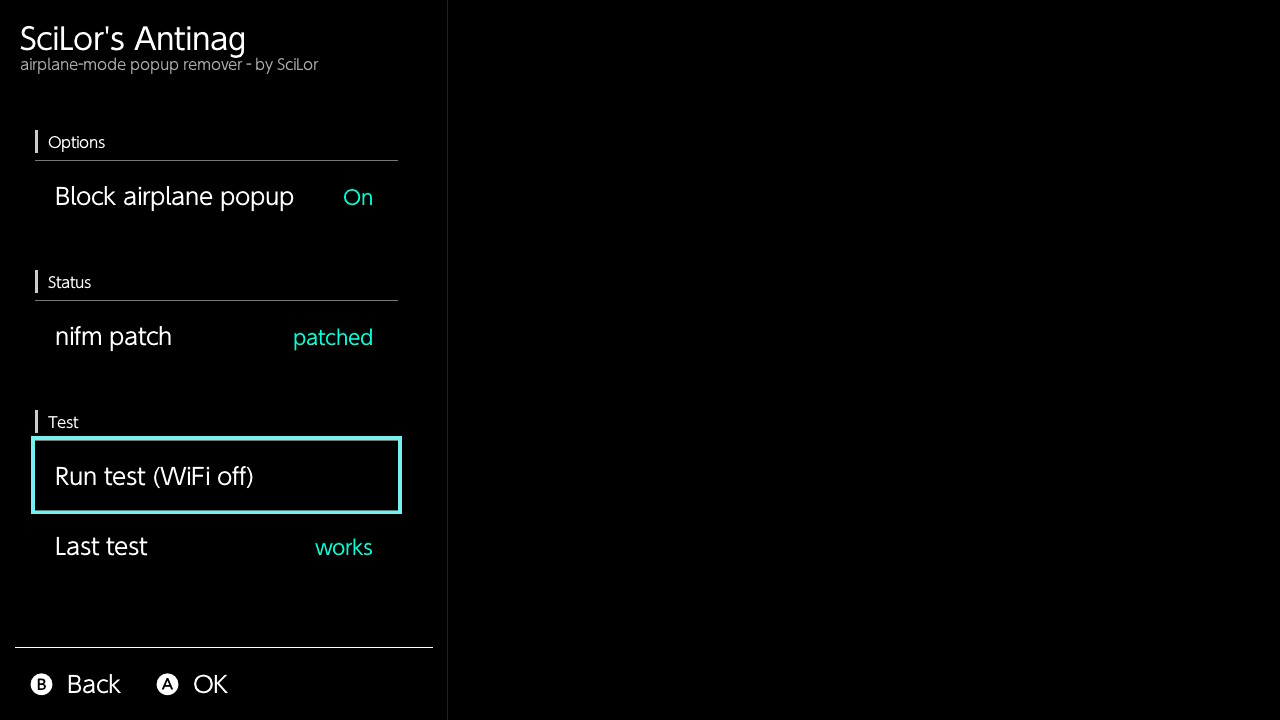 SciLor's Antinag
airplane-mode popup remover - by SciLor
Options
Block airplane popup On
Status
nifm patch patched
Test
Run test (WiFi off)
Last test works
B Back A OK